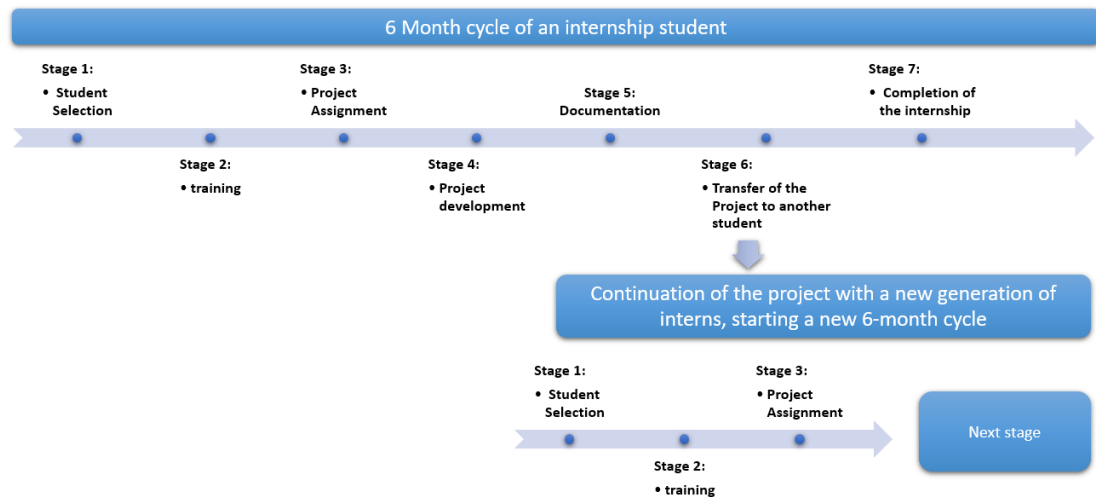 6 Month cycle of an internship student
Stage 1:
• Student
Selection
Stage 3:
• Project
Assignment
Stage 5:
Documentation
Stage 7:
• Completion of
the internship
Stage 2:
• training
Stage 4:
• Project
development
Stage 6:
• Transfer of the
Project to another
student
Continuation of the project with a new generation of
interns, starting a new 6-month cycle
Stage 1:
• Student
Selection
Stage 3:
• Project
Assignment
Next stage
Stage 2:
• training